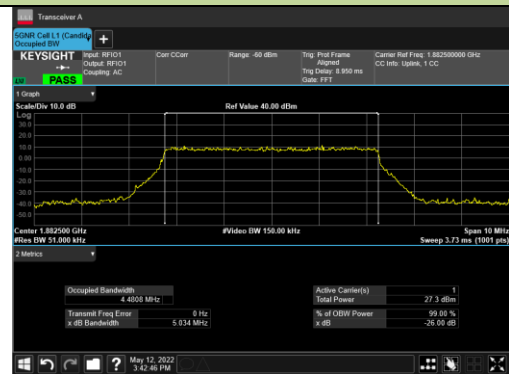 Transceiver A
5GNR Cell L1 (Candida
Occupied BW
KEYSIGHT
Input: RFIO1
Output: RFIO1
Coupling: AC
Corr CCorr
Range: -60 dBm
Trig: Prot Frame
Aligned
Trig Delay: 8.950 ms
Gate: FFT
Carrier Ref Freq: 1.882500000 GHz
CC Info: Uplink, 1 CC
PASS
1 Graph
Scale/Div 10.0 dB
Ref Value 40.00 dBm
Log
30.0
20.0
10.0
0.00
-10.0
-20.0
-30.0
-40.0
-50.0
Center 1.882500 GHz
#Video BW 150.00 kHz
Span 10 MHz
#Res BW 51.000 kHz
Sweep 3.73 ms (1001 pts)
2 Metrics
Occupied Bandwidth
4.4808 MHz
Active Carrier(s) 1
Total Power 27.3 dBm
Transmit Freq Error 0 Hz
x dB Bandwidth 5.034 MHz
% of OBW Power 99.00 %
x dB -26.00 dB
May 12, 2022
3:42:46 PM